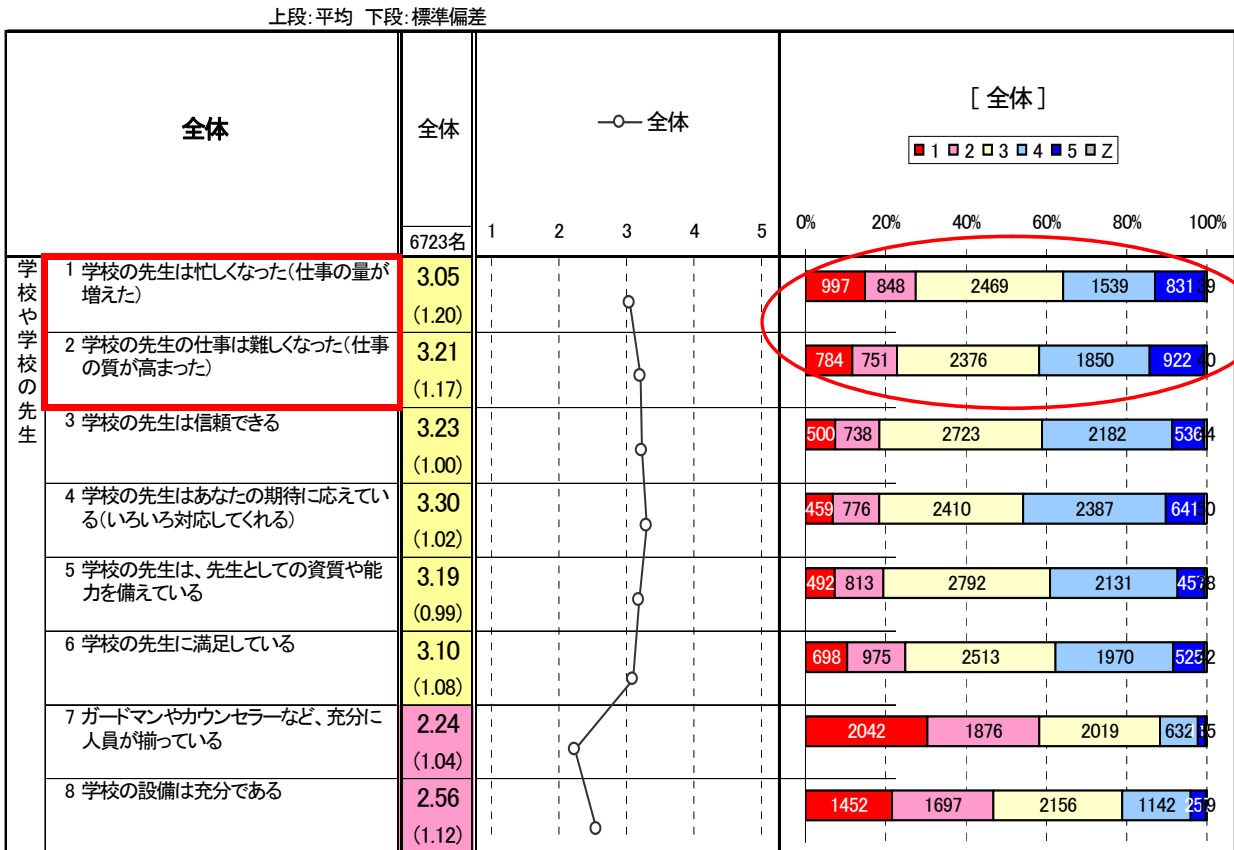 上段:平均 下段:標準偏差
全体
全体
全体
[ 全体 ]
1 2 3 4 5 Z
6723名
1 2 3 4 5
0% 20% 40% 60% 80% 100%
学校や学校の先生
1 学校の先生は忙しくなった(仕事の量が
増えた)
3.05
(1.20)
997 848 2469 1539 831 39
2 学校の先生の仕事は難しくなった(仕事
の質が高まった)
3.21
(1.17)
784 751 2376 1850 922 40
3 学校の先生は信頼できる
3.23
(1.00)
500 738 2723 2182 536
4 学校の先生はあなたの期待に応えてい
る(いろいろ対応してくれる)
3.30
(1.02)
459 776 2410 2387 641
5 学校の先生は、先生としての資質や能
力を備えている
3.19
(0.99)
492 813 2792 2131 457
6 学校の先生に満足している
3.10
(1.08)
698 975 2513 1970 525
7 ガードマンやカウンセラーなど、充分に
人員が揃っている
2.24
(1.04)
2042 1876 2019 632
8 学校の設備は充分である
2.56
(1.12)
1452 1697 2156 1142